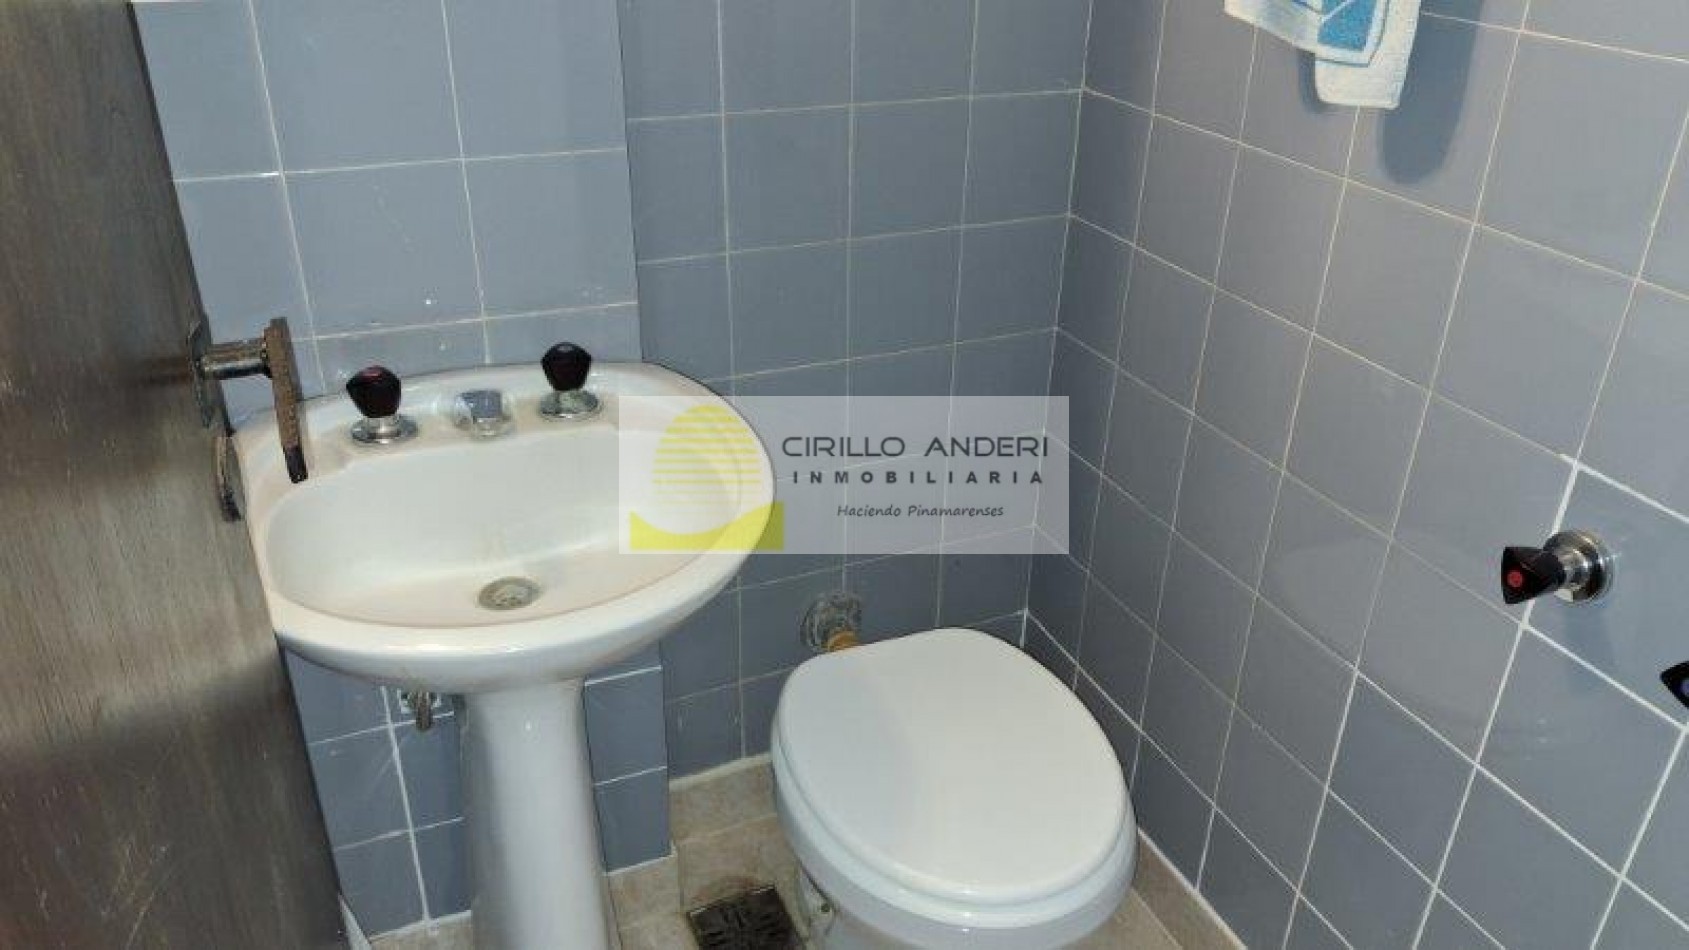 CIRILLO ANDERI
INMOBILIARIA
Haciendo Pinamarenses